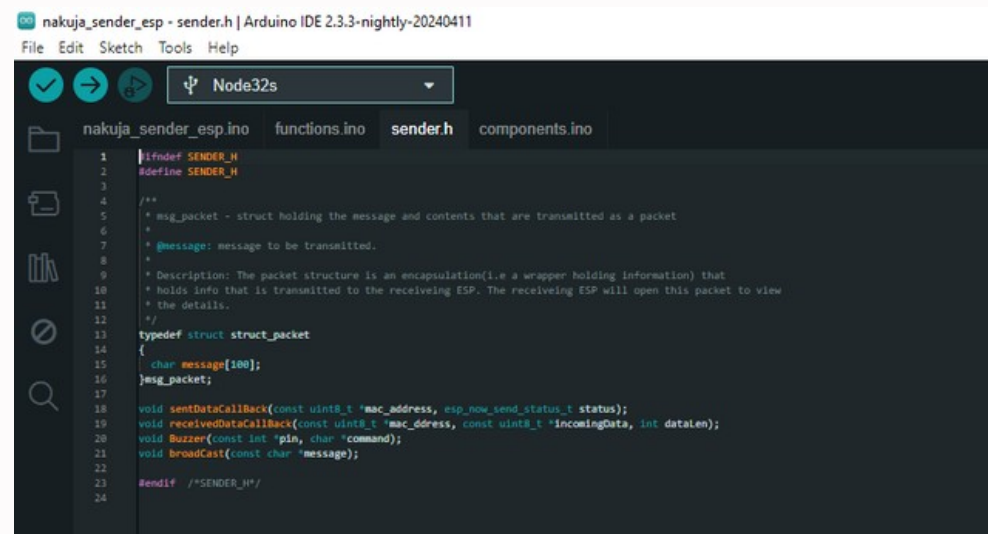 nakuja_sender_esp - sender.h | Arduino IDE 2.3.3-nightly-20240411
File Edit Sketch Tools Help
Node32s
nakuja_sender_esp.ino functions.ino sender.h components.ino
1 #ifndef SENDER_H
2 #define SENDER_H
3
4 /**
5 * msg_packet - struct holding the message and contents that are transmitted as a packet
6 *
7 * @message: message to be transmitted.
8 *
9 * Description: The packet structure is an encapsulation(i.e a wrapper holding information) that
10 * holds info that is transmitted to the receiveing ESP. The receiveing ESP will open this packet to view
11 * the details.
12 */
13 typedef struct struct_packet
14 {
15 char message[100];
16 }msg_packet;
17
18 void sentDataCallBack(const uint8_t *mac_address, esp_now_send_status_t status);
19 void receivedDataCallBack(const uint8_t *mac_ddress, const uint8_t *incomingData, int dataLen);
20 void Buzzer(const int *pin, char *command);
21 void broadCast(const char *message);
22
23 #endif /*SENDER_H*/
24